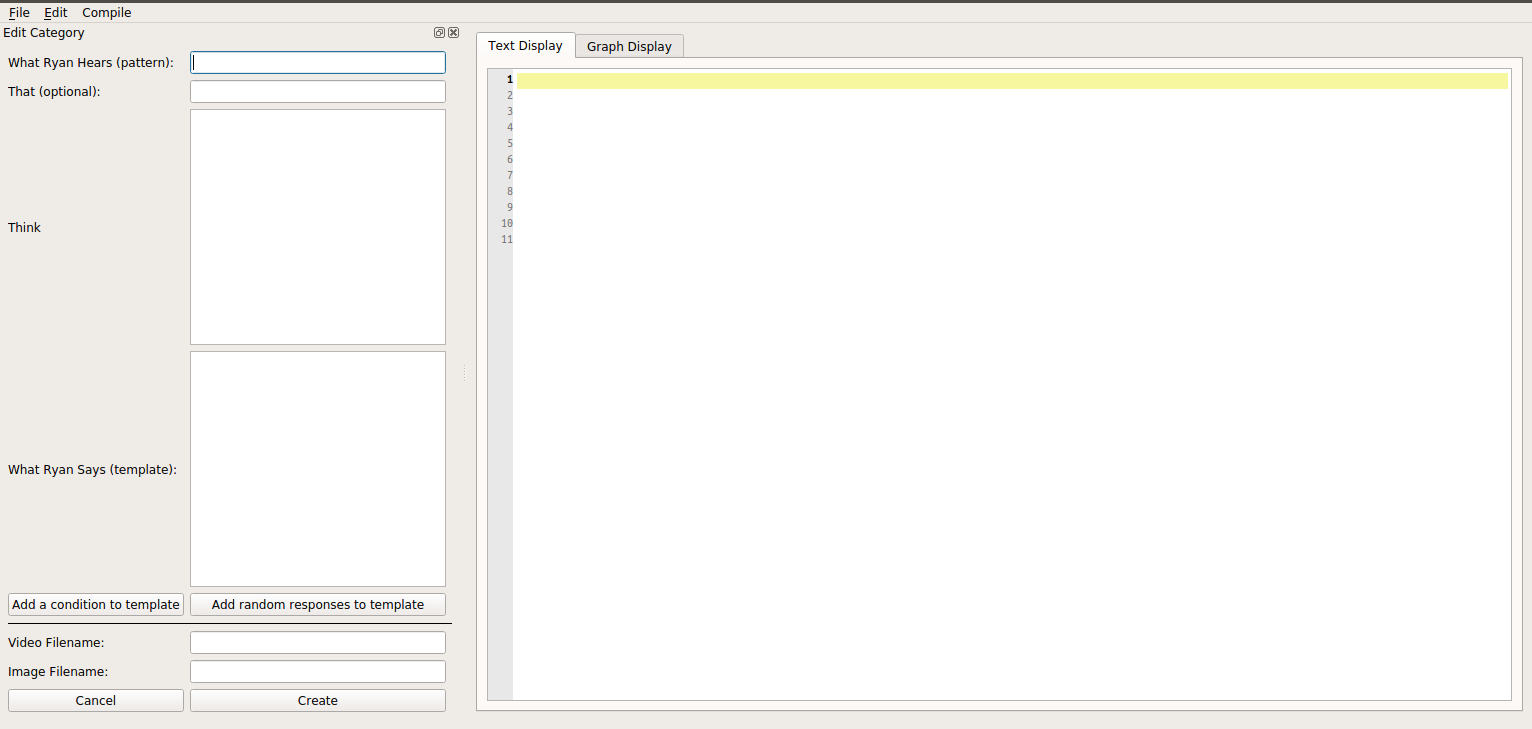 File Edit Compile
Edit Category
What Ryan Hears (pattern):
That (optional):
Think
What Ryan Says (template):
Add a condition to template Add random responses to template
Video Filename:
Image Filename:
Cancel Create
Text Display Graph Display
1
2
3
4
5
6
7
8
9
10
11